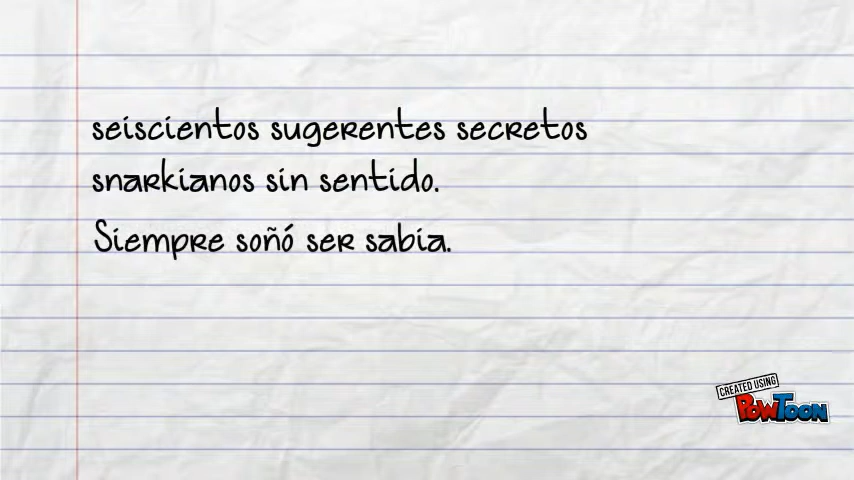 seiscientos sugerentes secretos
snarkianos sin sentido.
Siempre soñó ser sabia.
CREATED USING
POWTOON